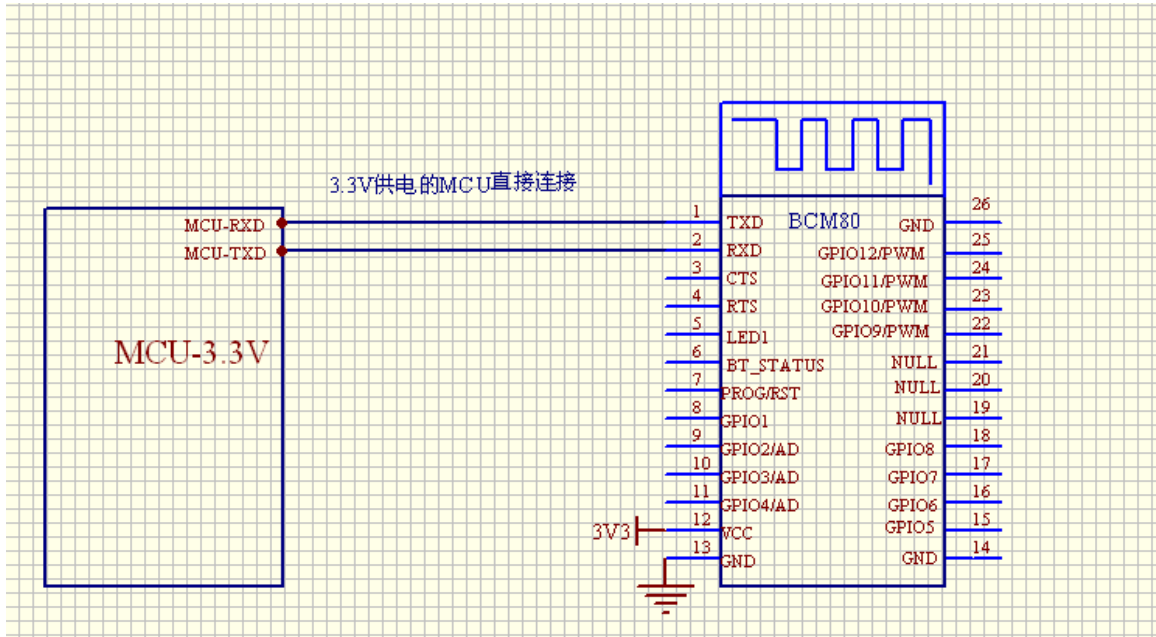 3.3V供电的MCU直接连接
MCU-RXD
MCU-TXD
MCU-3.3V
BCM80
1 TXD
2 RXD
3 CTS
4 RTS
5 LED1
6 BT_STATUS
7 PROG/RST
8 GPIO1
9 GPIO2/AD
10 GPIO3/AD
11 GPIO4/AD
3V3 12 VCC
13 GND
GND 26
GPIO12/PWM 25
GPIO11/PWM 24
GPIO10/PWM 23
GPIO9/PWM 22
NULL 21
NULL 20
NULL 19
GPIO8 18
GPIO7 17
GPIO6 16
GPIO5 15
GND 14